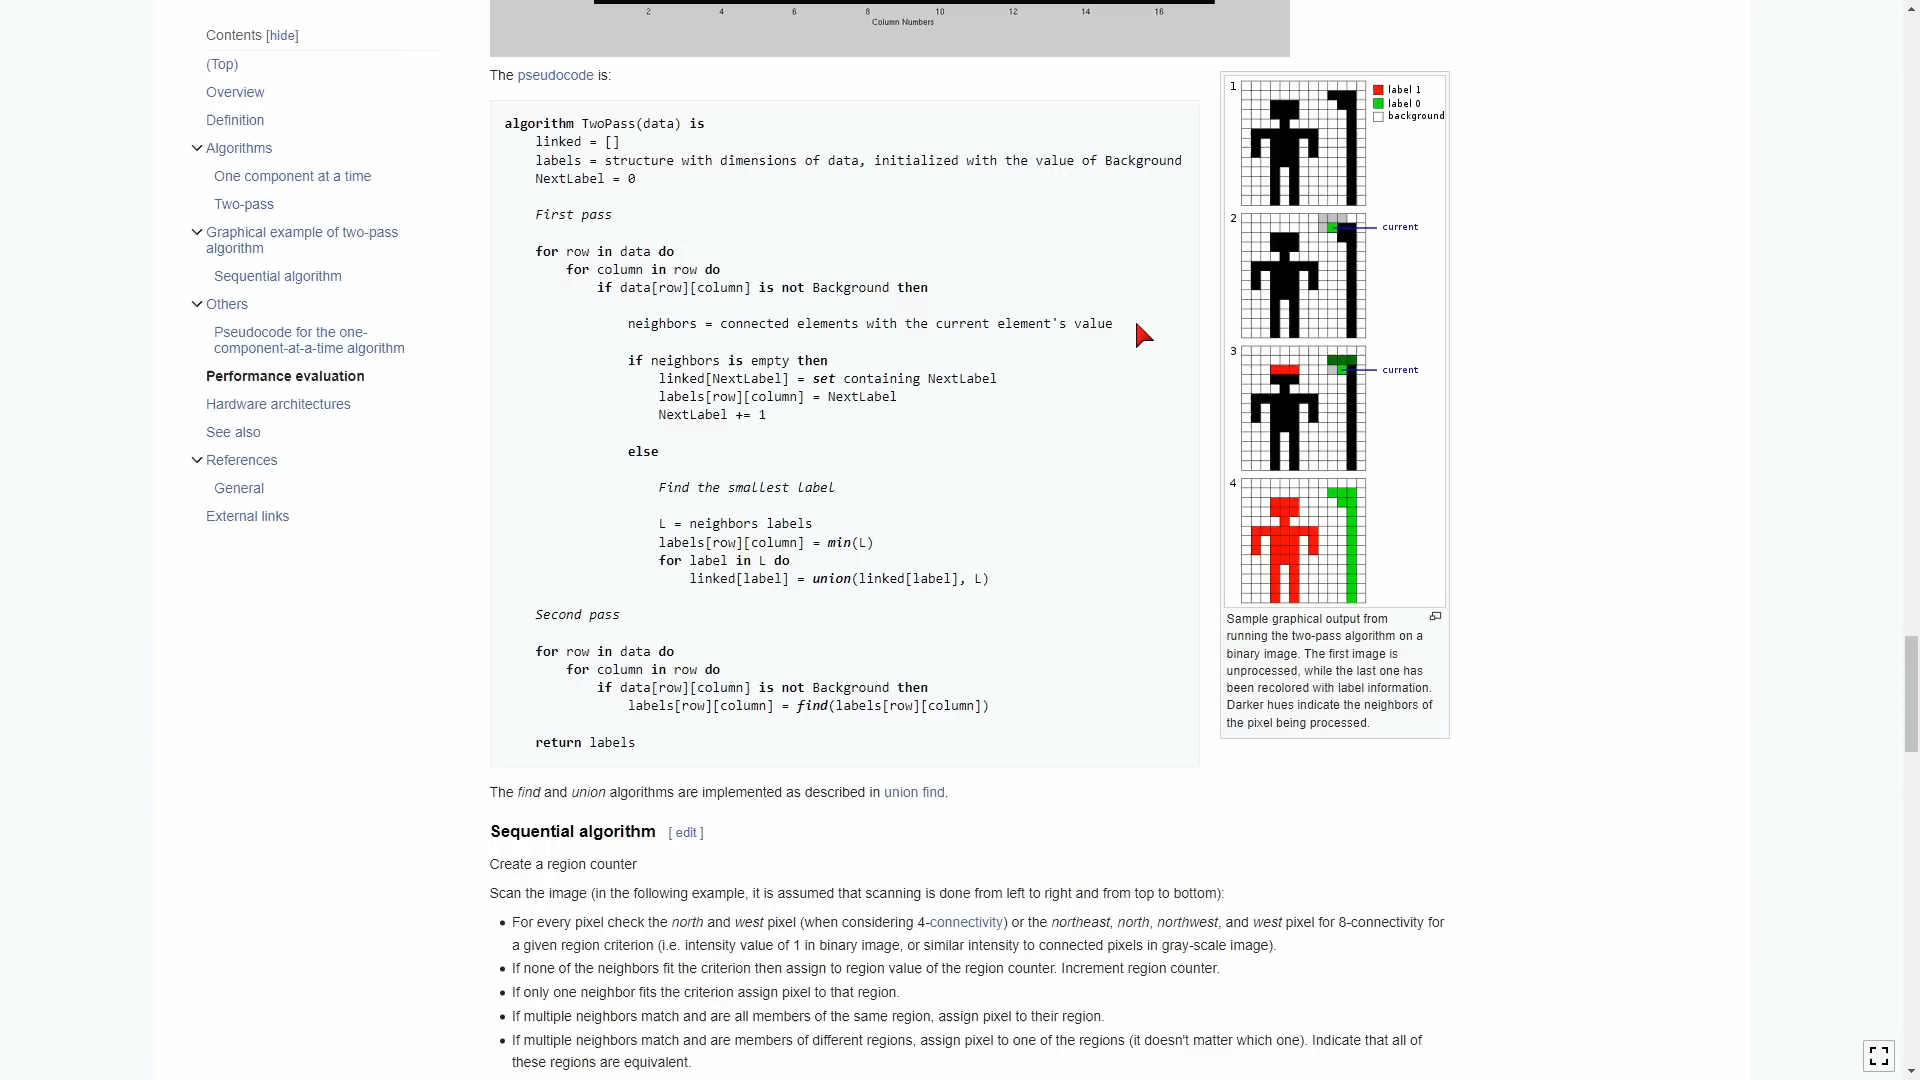 Contents [hide]
(Top)
Overview
Definition
Algorithms
One component at a time
Two-pass
Graphical example of two-pass
algorithm
Sequential algorithm
Others
Pseudocode for the one-
component-at-a-time algorithm
Performance evaluation
Hardware architectures
See also
References
General
External links
2 4 6 8 10 12 14 16
Column Numbers
The pseudocode is:
algorithm TwoPass(data) is
linked = []
labels = structure with dimensions of data, initialized with the value of Background
NextLabel = 0
First pass
for row in data do
for column in row do
if data[row][column] is not Background then
neighbors = connected elements with the current element's value
if neighbors is empty then
linked[NextLabel] = set containing NextLabel
labels[row][column] = NextLabel
NextLabel += 1
else
Find the smallest label
L = neighbors labels
labels[row][column] = min(L)
for label in L do
linked[label] = union(linked[label], L)
Second pass
for row in data do
for column in row do
if data[row][column] is not Background then
labels[row][column] = find(labels[row][column])
return labels
1
label 1
label 0
background
2
current
3
current
4
Sample graphical output from
running the two-pass algorithm on a
binary image. The first image is
unprocessed, while the last one has
been recolored with label information.
Darker hues indicate the neighbors of
the pixel being processed.
The find and union algorithms are implemented as described in union find.
Sequential algorithm [ edit ]
Create a region counter
Scan the image (in the following example, it is assumed that scanning is done from left to right and from top to bottom):
• For every pixel check the north and west pixel (when considering 4-connectivity) or the northeast, north, northwest, and west pixel for 8-connectivity for
a given region criterion (i.e. intensity value of 1 in binary image, or similar intensity to connected pixels in gray-scale image).
• If none of the neighbors fit the criterion then assign to region value of the region counter. Increment region counter.
• If only one neighbor fits the criterion assign pixel to that region.
• If multiple neighbors match and are all members of the same region, assign pixel to their region.
• If multiple neighbors match and are members of different regions, assign pixel to one of the regions (it doesn't matter which one). Indicate that all of
these regions are equivalent.